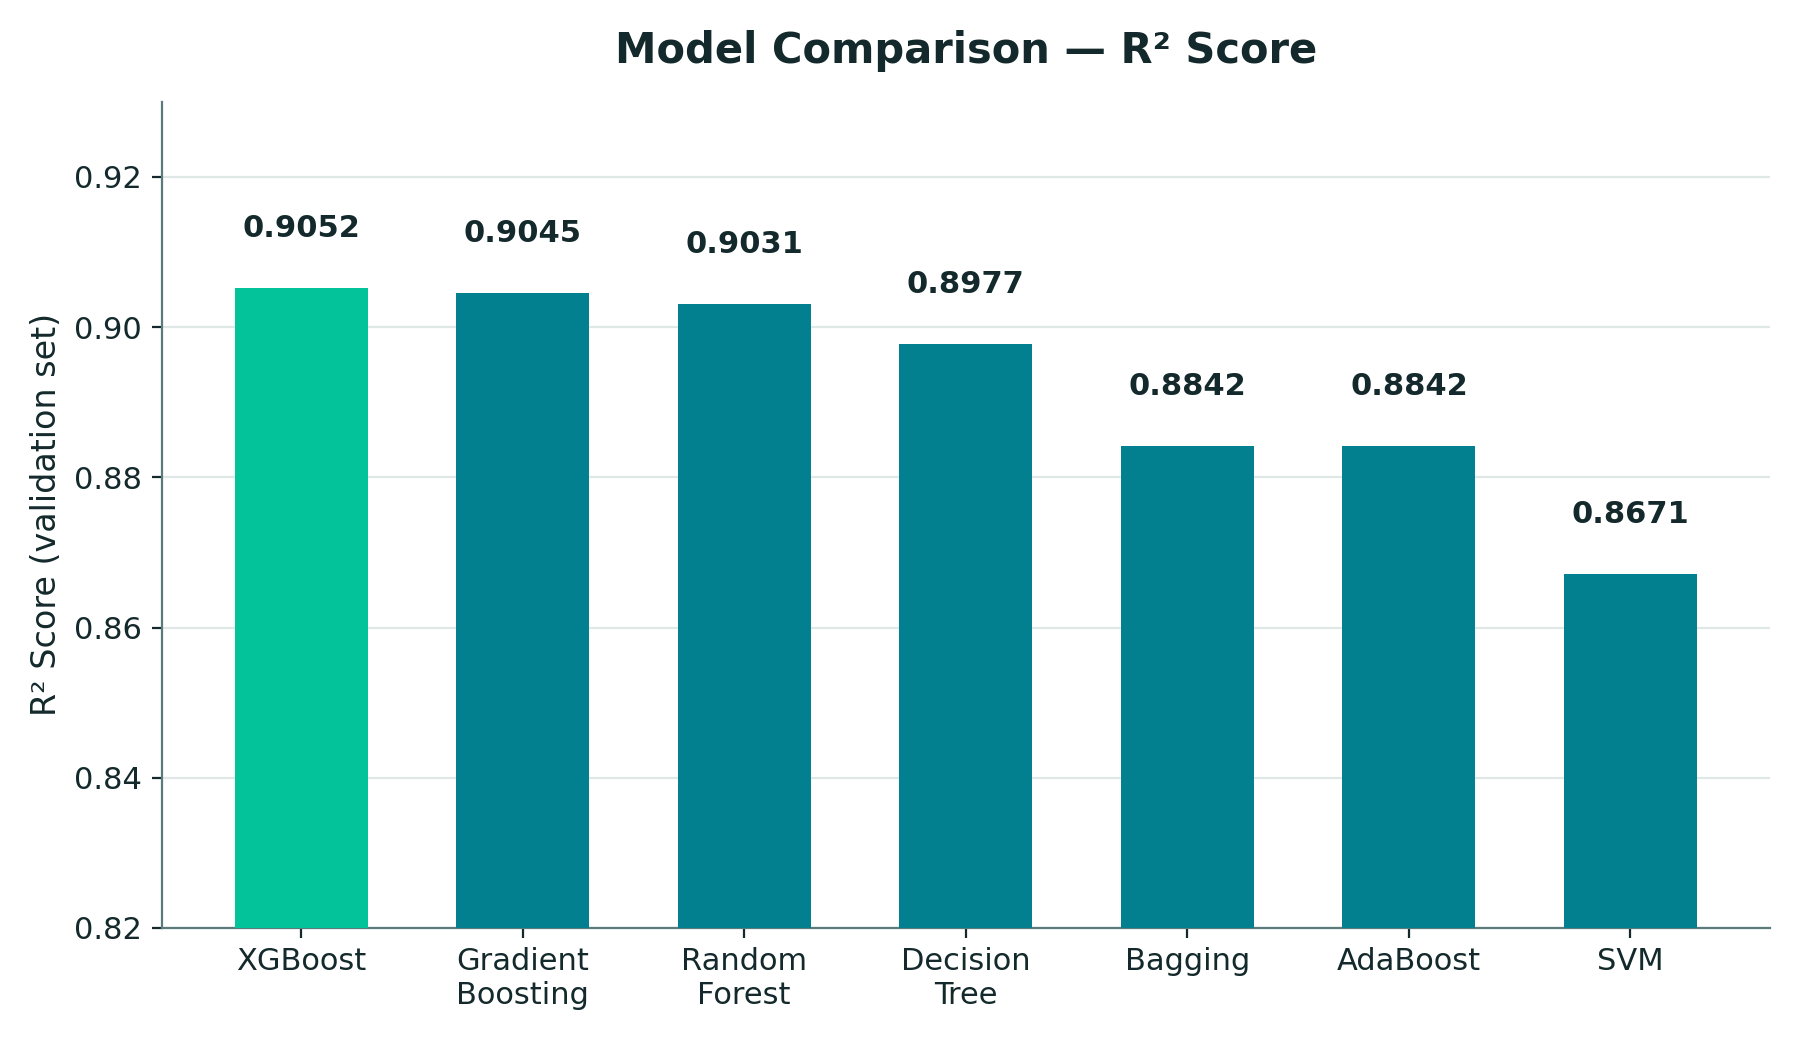 Model Comparison — R² Score
R² Score (validation set)
0.92
0.90
0.88
0.86
0.84
0.82
0.9052
0.9045
0.9031
0.8977
0.8842
0.8842
0.8671
XGBoost
Gradient
Boosting
Random
Forest
Decision
Tree
Bagging
AdaBoost
SVM